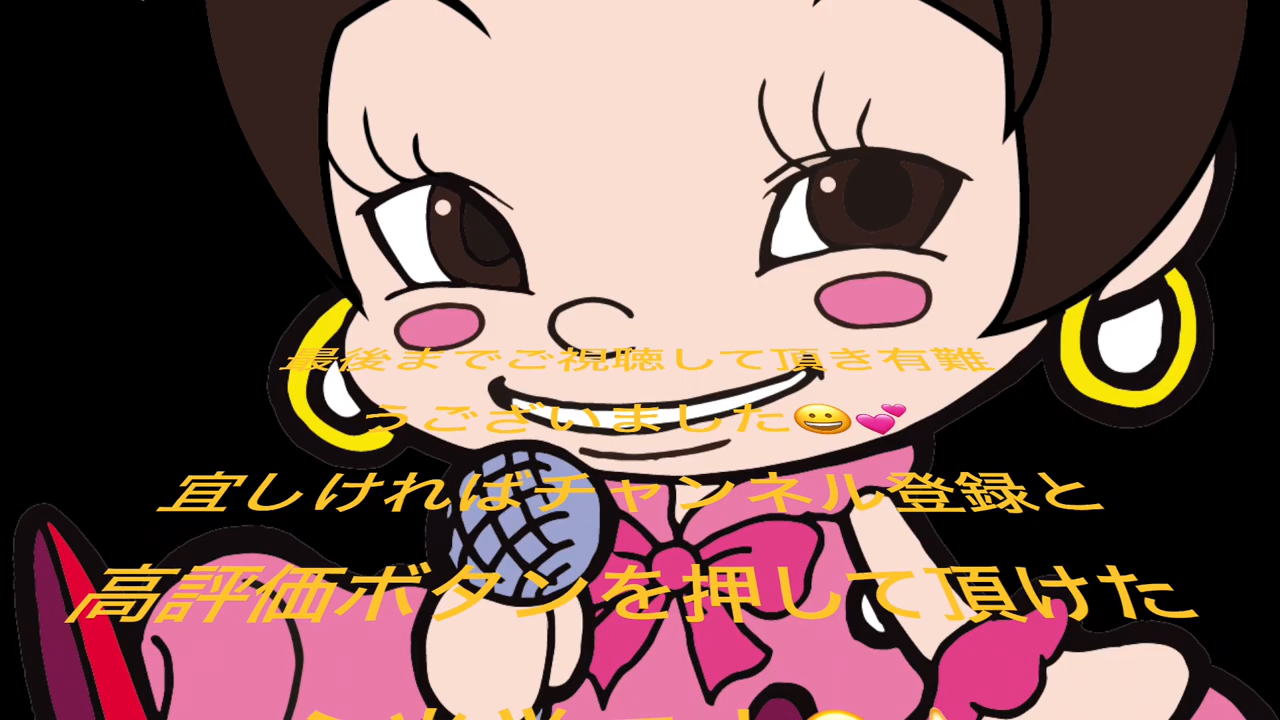 最後までご視聴して頂き有難
うございました😀💕
宜しければチャンネル登録と
高評価ボタンを押して頂けた